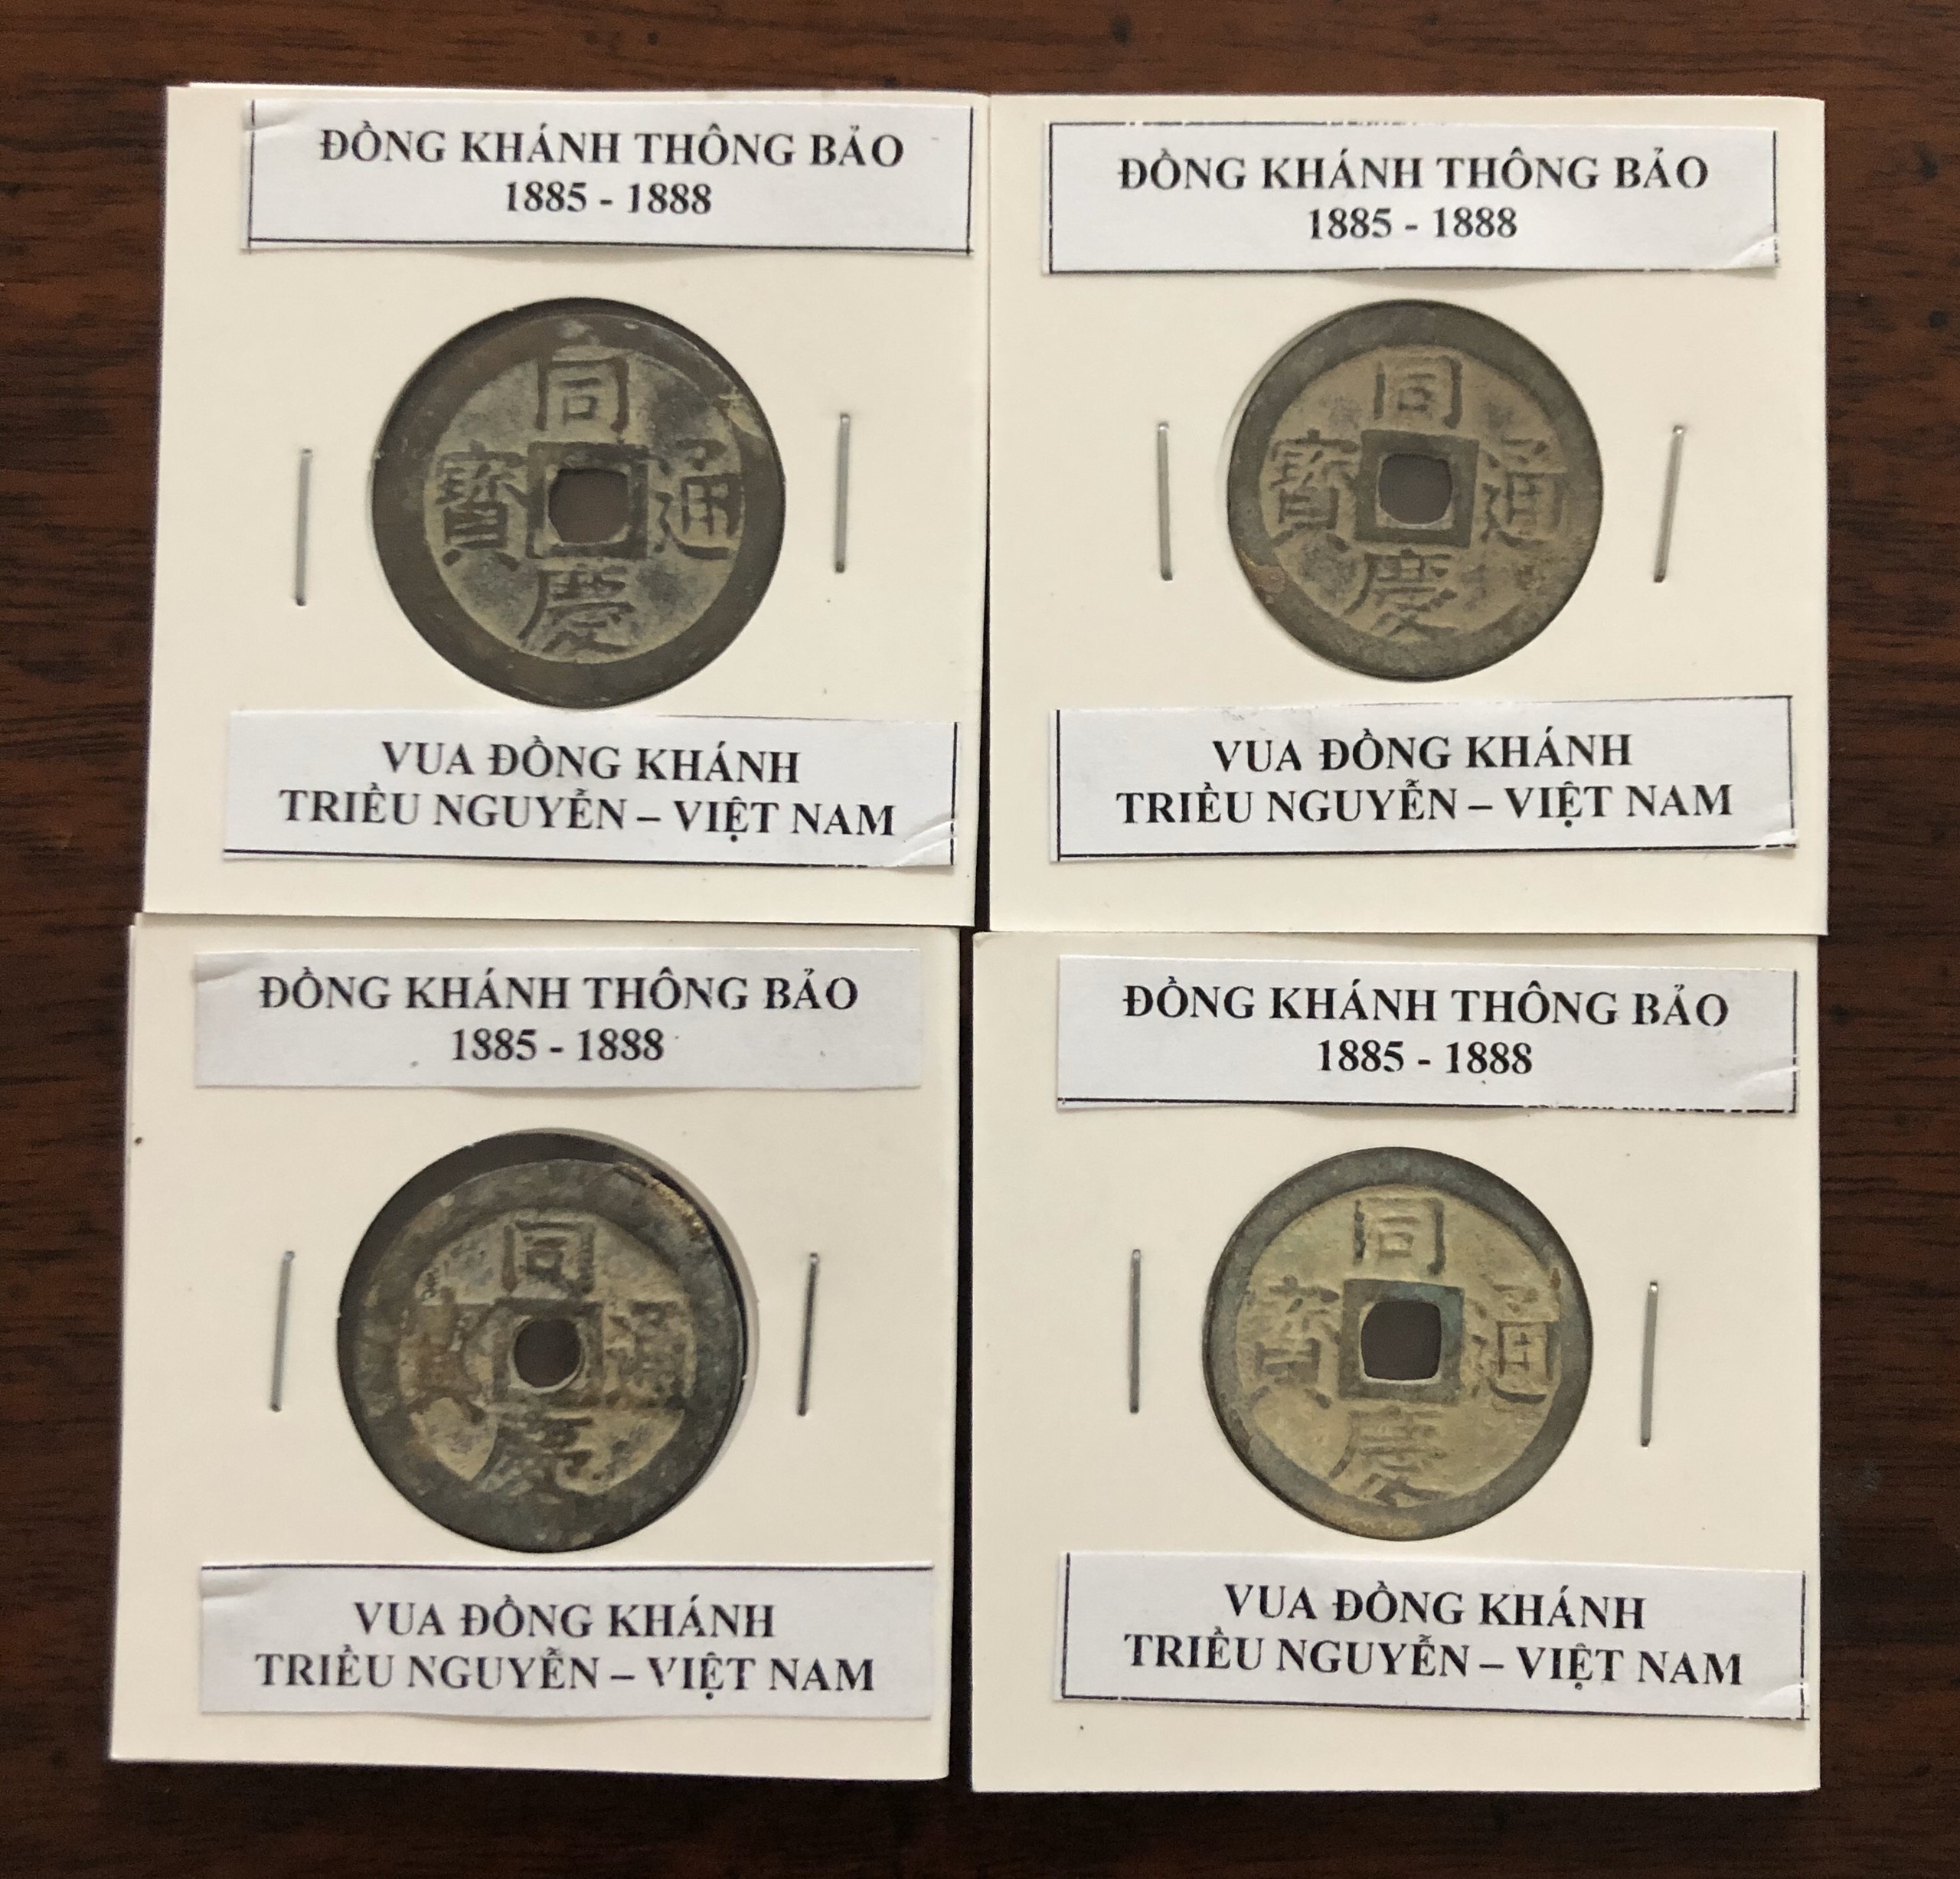 ĐỒNG KHÁNH THÔNG BẢO
1885 - 1888
同
寶 通
慶
VUA ĐỒNG KHÁNH
TRIỀU NGUYỄN – VIỆT NAM
ĐỒNG KHÁNH THÔNG BẢO
1885 - 1888
同
寶 通
慶
VUA ĐỒNG KHÁNH
TRIỀU NGUYỄN – VIỆT NAM
ĐỒNG KHÁNH THÔNG BẢO
1885 - 1888
同
慶
VUA ĐỒNG KHÁNH
TRIỀU NGUYỄN – VIỆT NAM
ĐỒNG KHÁNH THÔNG BẢO
1885 - 1888
同
寶 通
慶
VUA ĐỒNG KHÁNH
TRIỀU NGUYỄN – VIỆT NAM